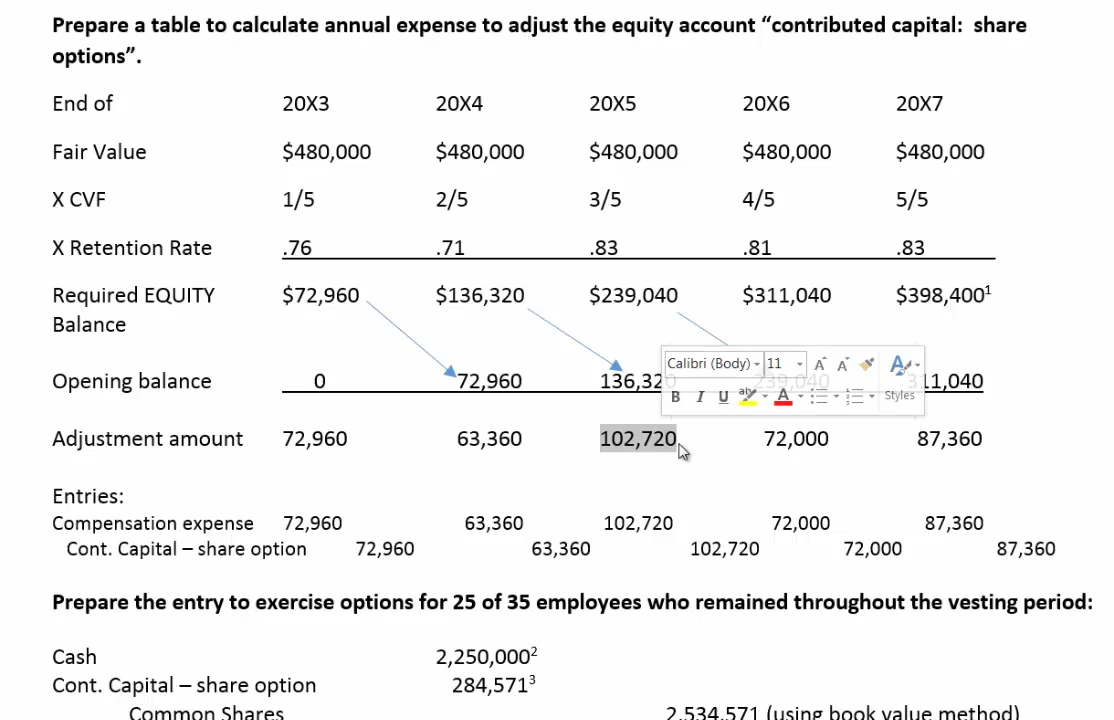 Prepare a table to calculate annual expense to adjust the equity account “contributed capital:  share
options”.
End of 20X3 20X4 20X5 20X6 20X7
Fair Value $480,000 $480,000 $480,000 $480,000 $480,000
X CVF 1/5 2/5 3/5 4/5 5/5
X Retention Rate .76 .71 .83 .81 .83
Required EQUITY $72,960 $136,320 $239,040 $311,040 $398,400¹
Balance
Calibri (Body) 11 A A A
Opening balance 0 72,960 136,320 239,040 311,040
B I U ab A Styles
Adjustment amount 72,960 63,360 102,720 72,000 87,360
Entries:
Compensation expense 72,960 63,360 102,720 72,000 87,360
Cont. Capital – share option 72,960 63,360 102,720 72,000 87,360
Prepare the entry to exercise options for 25 of 35 employees who remained throughout the vesting period:
Cash 2,250,000²
Cont. Capital – share option 284,571³
Common Shares 2,534,571 (using book value method)